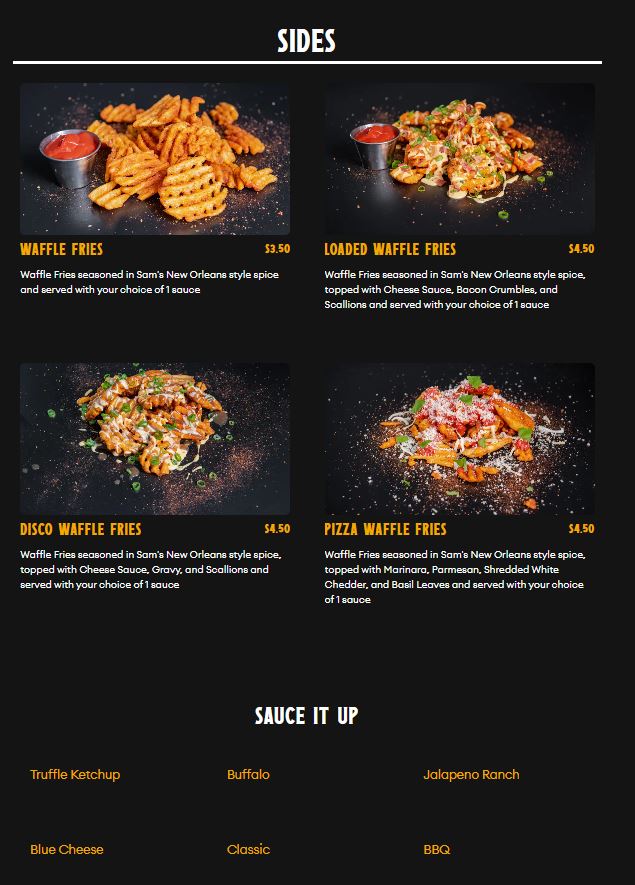 SIDES
WAFFLE FRIES $3.50
Waffle Fries seasoned in Sam's New Orleans style spice
and served with your choice of 1 sauce
LOADED WAFFLE FRIES $4.50
Waffle Fries seasoned in Sam's New Orleans style spice,
topped with Cheese Sauce, Bacon Crumbles, and
Scallions and served with your choice of 1 sauce
DISCO WAFFLE FRIES $4.50
Waffle Fries seasoned in Sam's New Orleans style spice,
topped with Cheese Sauce, Gravy, and Scallions and
served with your choice of 1 sauce
PIZZA WAFFLE FRIES $4.50
Waffle Fries seasoned in Sam's New Orleans style spice,
topped with Marinara, Parmesan, Shredded White
Chedder, and Basil Leaves and served with your choice
of 1 sauce
SAUCE IT UP
Truffle Ketchup
Buffalo
Jalapeno Ranch
Blue Cheese
Classic
BBQ